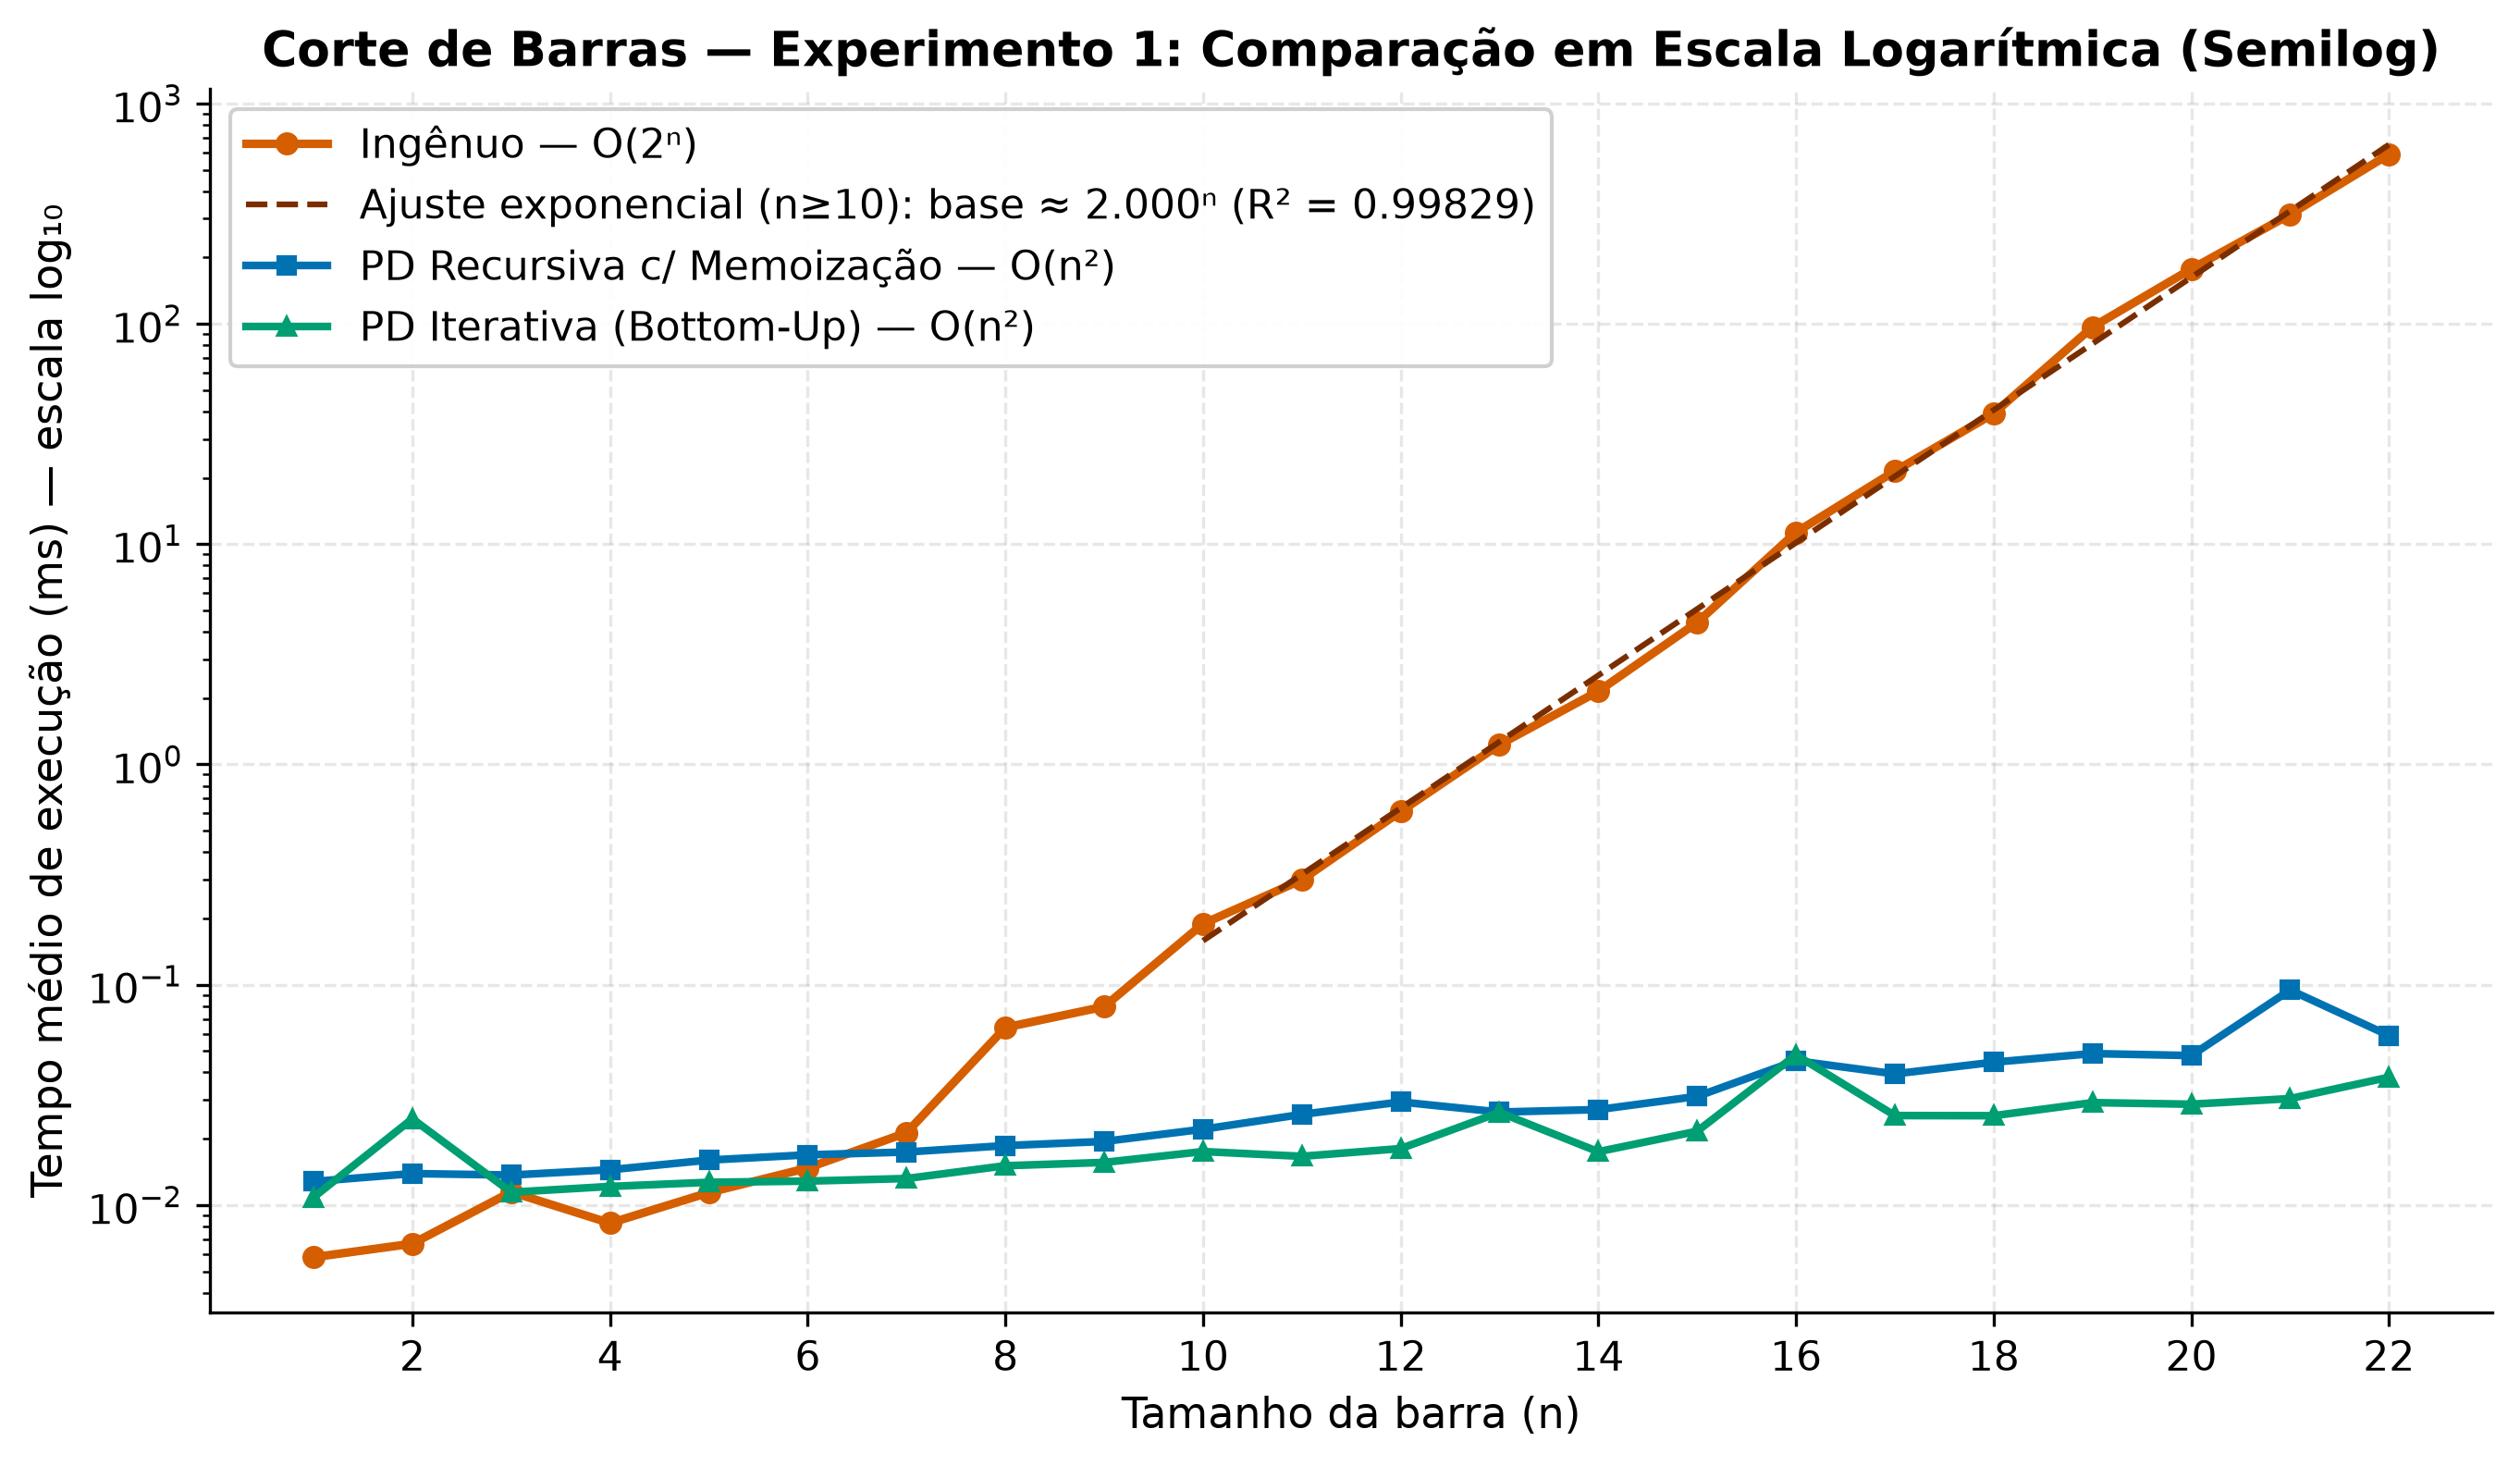 Corte de Barras — Experimento 1: Comparação em Escala Logarítmica (Semilog)
Tempo médio de execução (ms) — escala log₁₀
10³
10²
10¹
10⁰
10⁻¹
10⁻²
Ingênuo — O(2ⁿ)
Ajuste exponencial (n≥10): base ≈ 2.000ⁿ (R² = 0.99829)
PD Recursiva c/ Memoização — O(n²)
PD Iterativa (Bottom-Up) — O(n²)
2 4 6 8 10 12 14 16 18 20 22
Tamanho da barra (n)